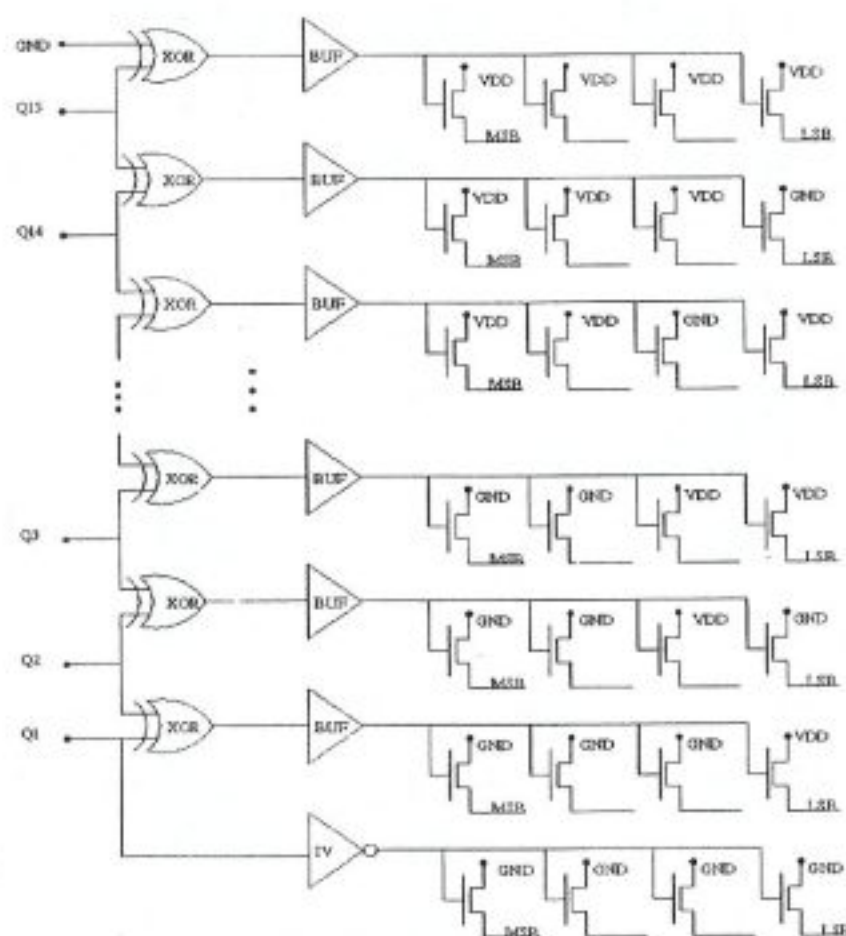 GND XOR BUF VDD VDD VDD VDD
Q15 MSB LSB
XOR BUF VDD VDD VDD GND
Q14 MSB LSB
XOR BUF VDD VDD GND VDD
MSB LSB
XOR BUF GND GND VDD VDD
Q3 MSB LSB
XOR BUF GND GND VDD GND
Q2 MSB LSB
XOR BUF GND GND GND VDD
Q1 MSB LSB
IV GND GND GND GND
MSB LSB